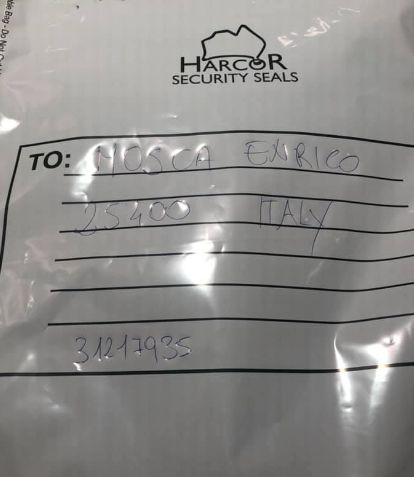 HARCOR
SECURITY SEALS
TO: MOSCA ENRICO
25400 ITALY
31217935